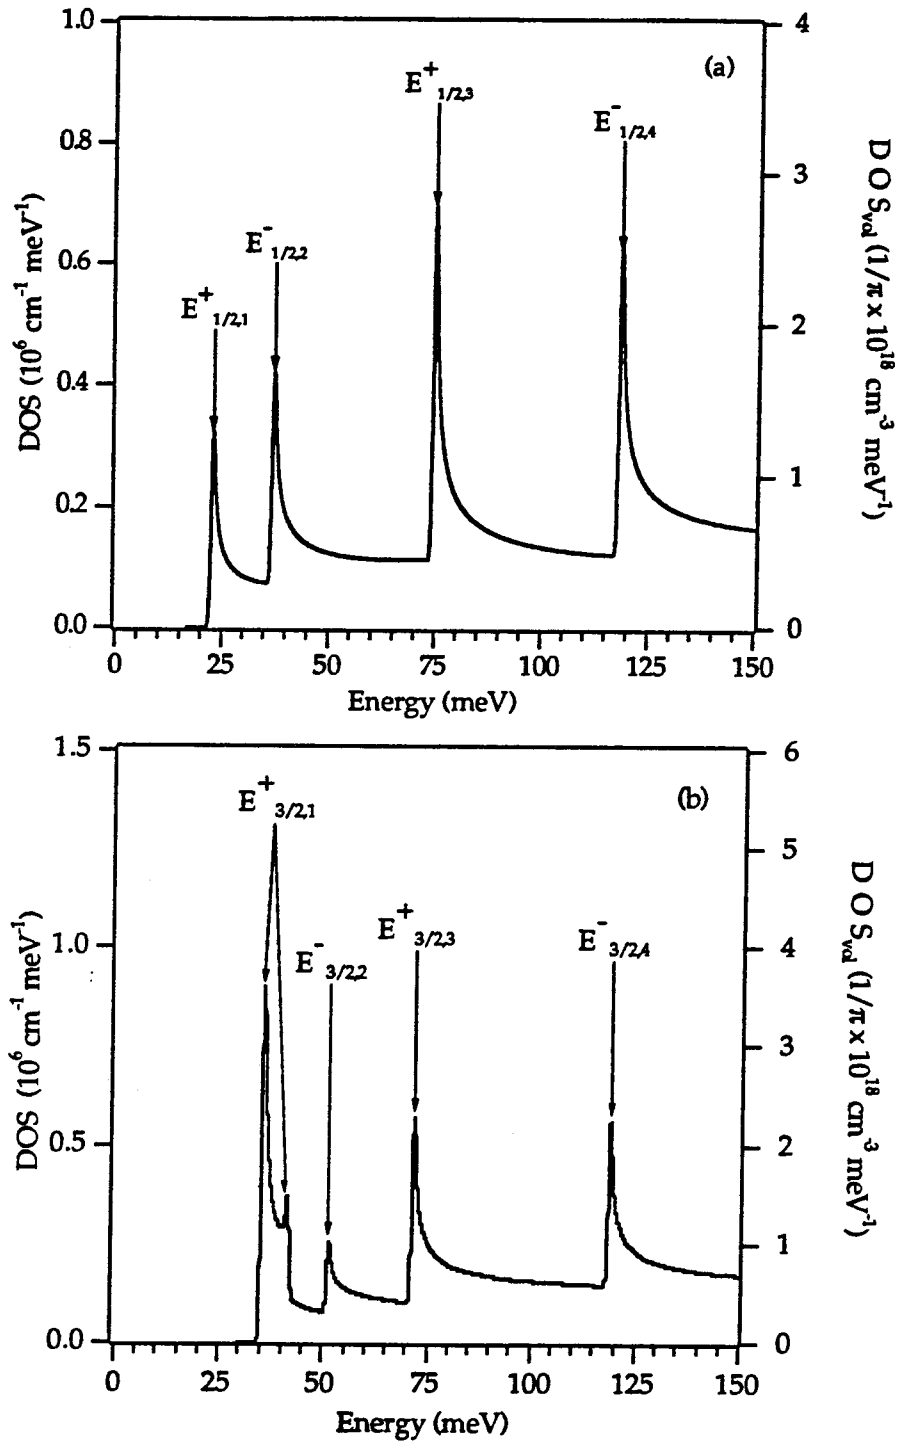 (a)
E⁺1/2,3
E⁻1/2,4
E⁻1/2,2
E⁺1/2,1
1.0
0.8
0.6
0.4
0.2
0.0
DOS (10⁶ cm⁻¹ meV⁻¹)
4
3
2
1
0
DOSvol (1/π x 10¹⁸ cm⁻³ meV⁻¹)
0 25 50 75 100 125 150
Energy (meV)
(b)
E⁺3/2,1
E⁺3/2,3
E⁻3/2,4
E⁻3/2,2
1.5
1.0
0.5
0.0
DOS (10⁶ cm⁻¹ meV⁻¹)
6
5
4
3
2
1
0
DOSvol (1/π x 10¹⁸ cm⁻³ meV⁻¹)
0 25 50 75 100 125 150
Energy (meV)